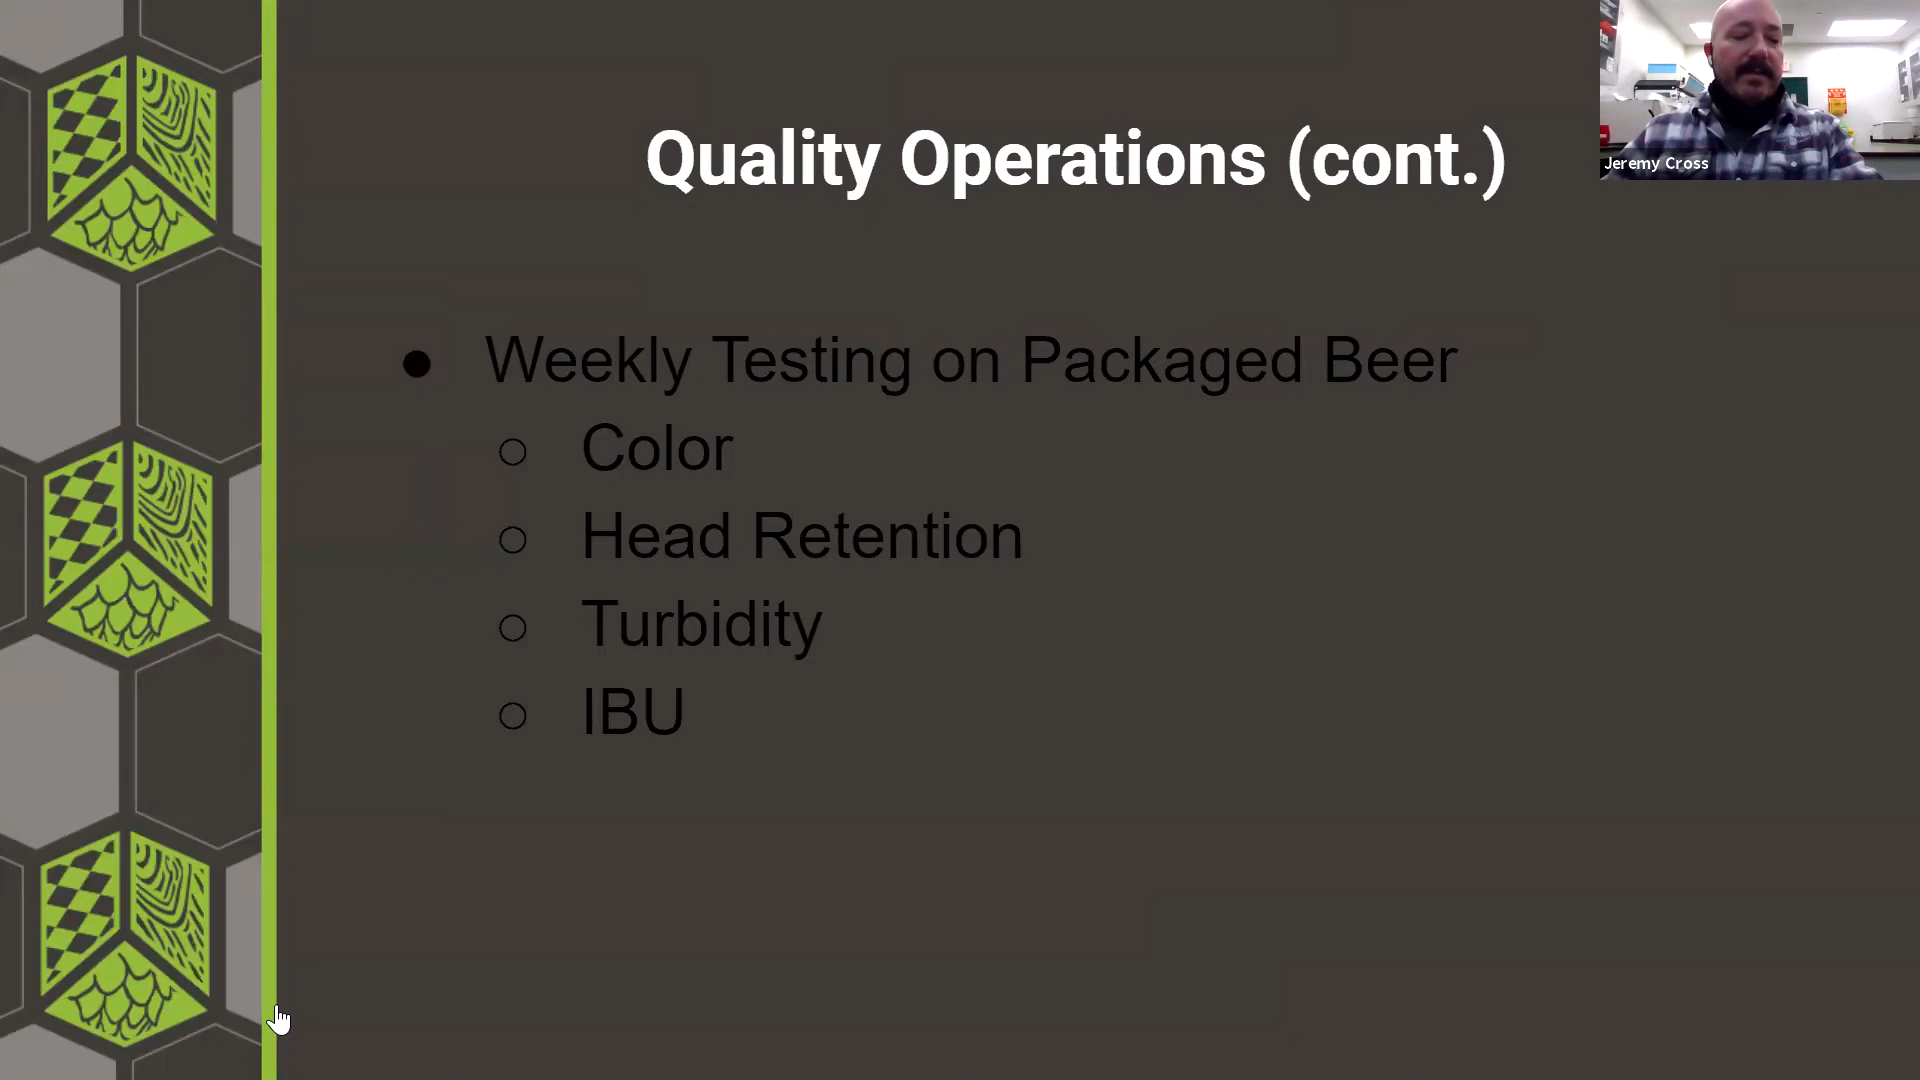 Quality Operations (cont.)
Jeremy Cross
● Weekly Testing on Packaged Beer
○ Color
○ Head Retention
○ Turbidity
○ IBU